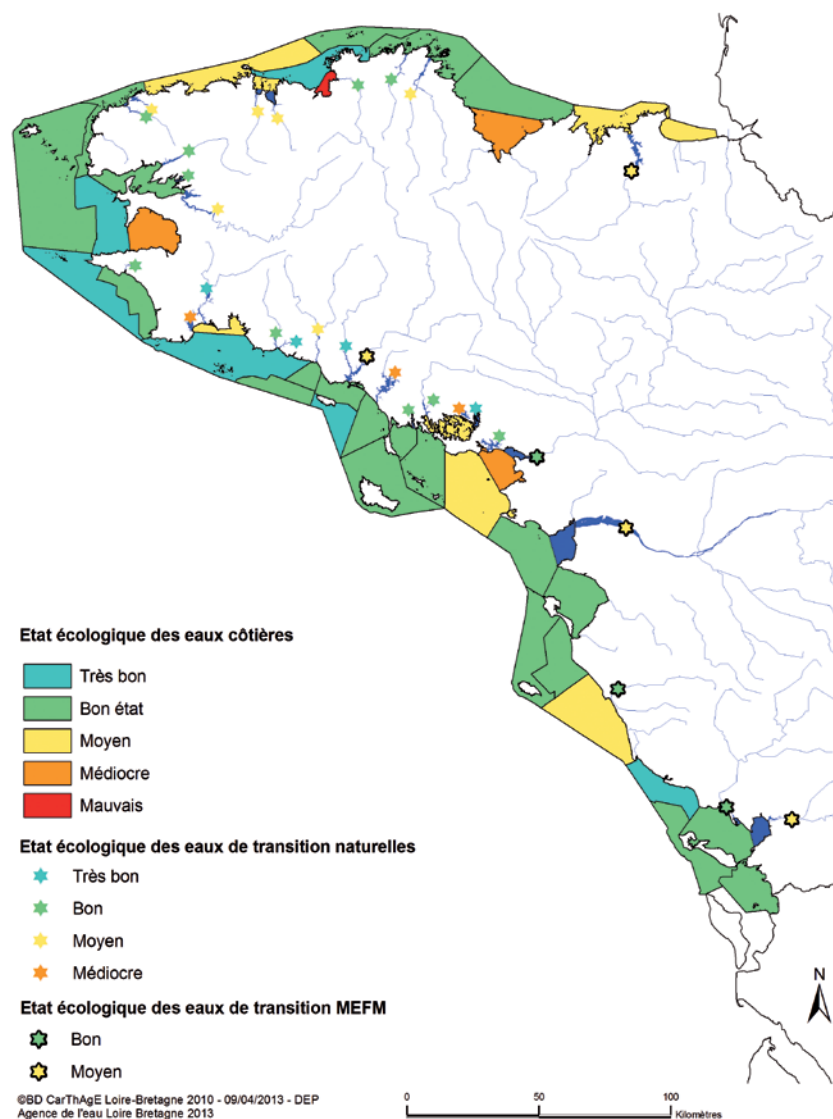 Etat écologique des eaux côtières
Très bon
Bon état
Moyen
Médiocre
Mauvais
Etat écologique des eaux de transition naturelles
Très bon
Bon
Moyen
Médiocre
Etat écologique des eaux de transition MEFM
Bon
Moyen
N
©BD CarThAgE Loire-Bretagne 2010 - 09/04/2013 - DEP
Agence de l'eau Loire Bretagne 2013
0 50 100
Kilomètres